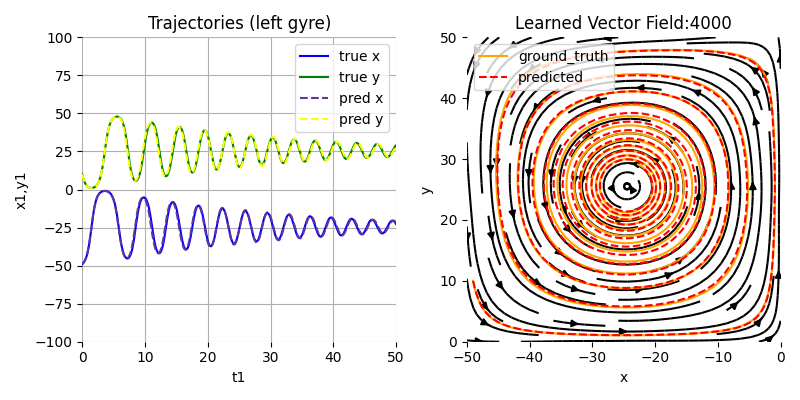 Trajectories (left gyre)
100
75
50
25
0
−25
−50
−75
−100
x1,y1
true x
true y
pred x
pred y
0 10 20 30 40 50
t1
Learned Vector Field:4000
50
40
30
20
10
0
y
ground_truth
predicted
−50 −40 −30 −20 −10 0
x